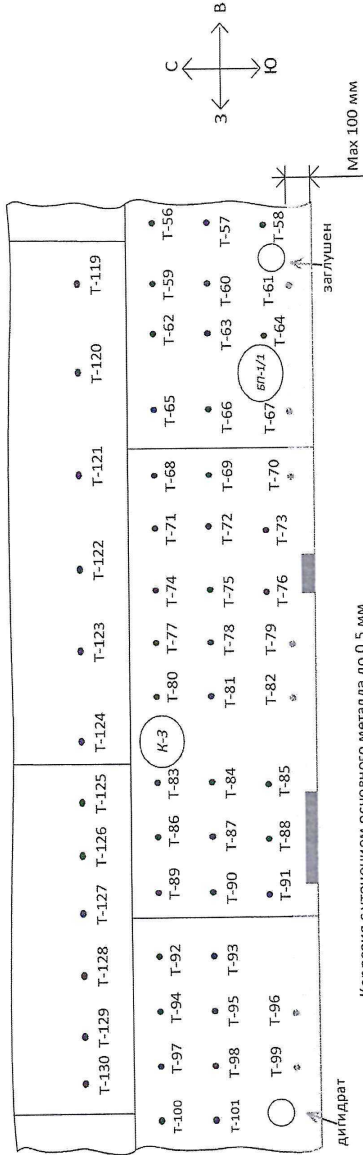 С
З В
Ю
T-130 T-129 T-128 T-127 T-126 T-125 T-124 T-123 T-122 T-121 T-120 T-119
T-100 T-97 T-94 T-92 T-89 T-86 T-83 К-3 T-80 T-77 T-74 T-71 T-68 T-65 T-62 T-59 T-56
T-101 T-98 T-95 T-93 T-90 T-87 T-84 T-81 T-78 T-75 T-72 T-69 T-66 T-63 T-60 T-57
T-99 T-96 T-91 T-88 T-85 T-82 T-79 T-76 T-73 T-70 T-67 БП-1/1 T-64 T-61 T-58
дигидрат
заглушен
Max 100 мм
основного металла до 0,5 мм